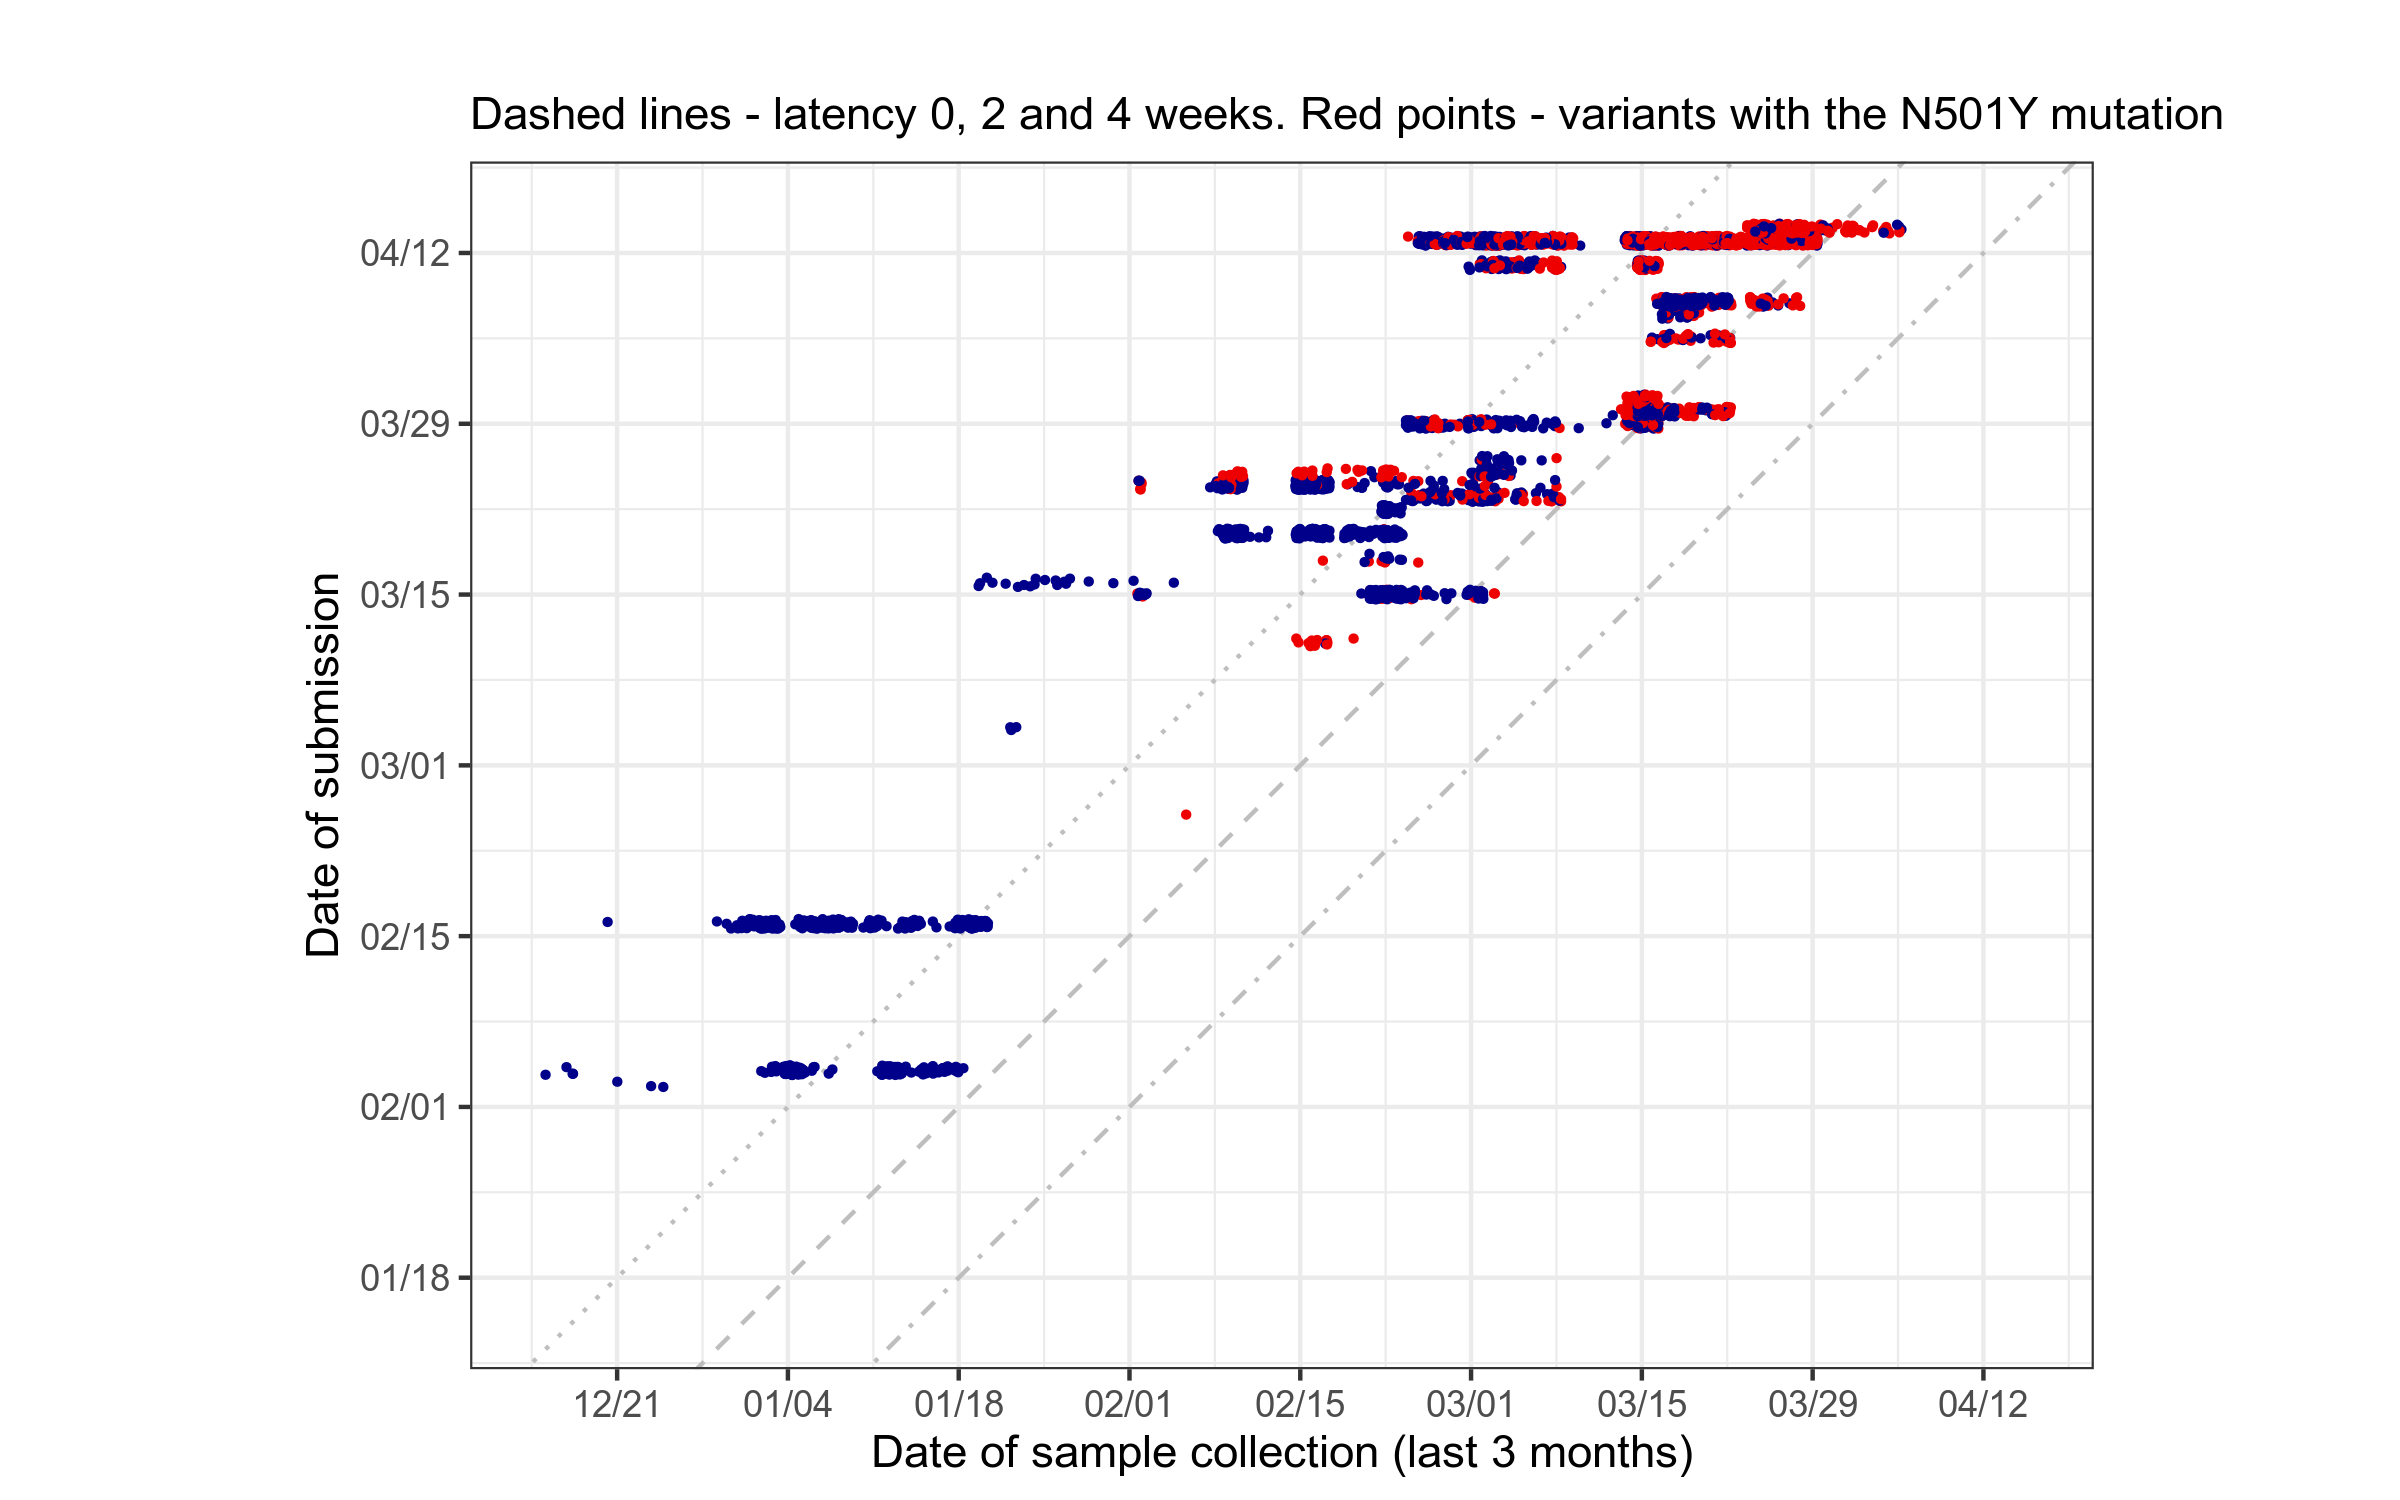 Dashed lines - latency 0, 2 and 4 weeks. Red points - variants with the N501Y mutation
04/12
03/29
03/15
03/01
02/15
02/01
01/18
Date of submission
12/21 01/04 01/18 02/01 02/15 03/01 03/15 03/29 04/12
Date of sample collection (last 3 months)